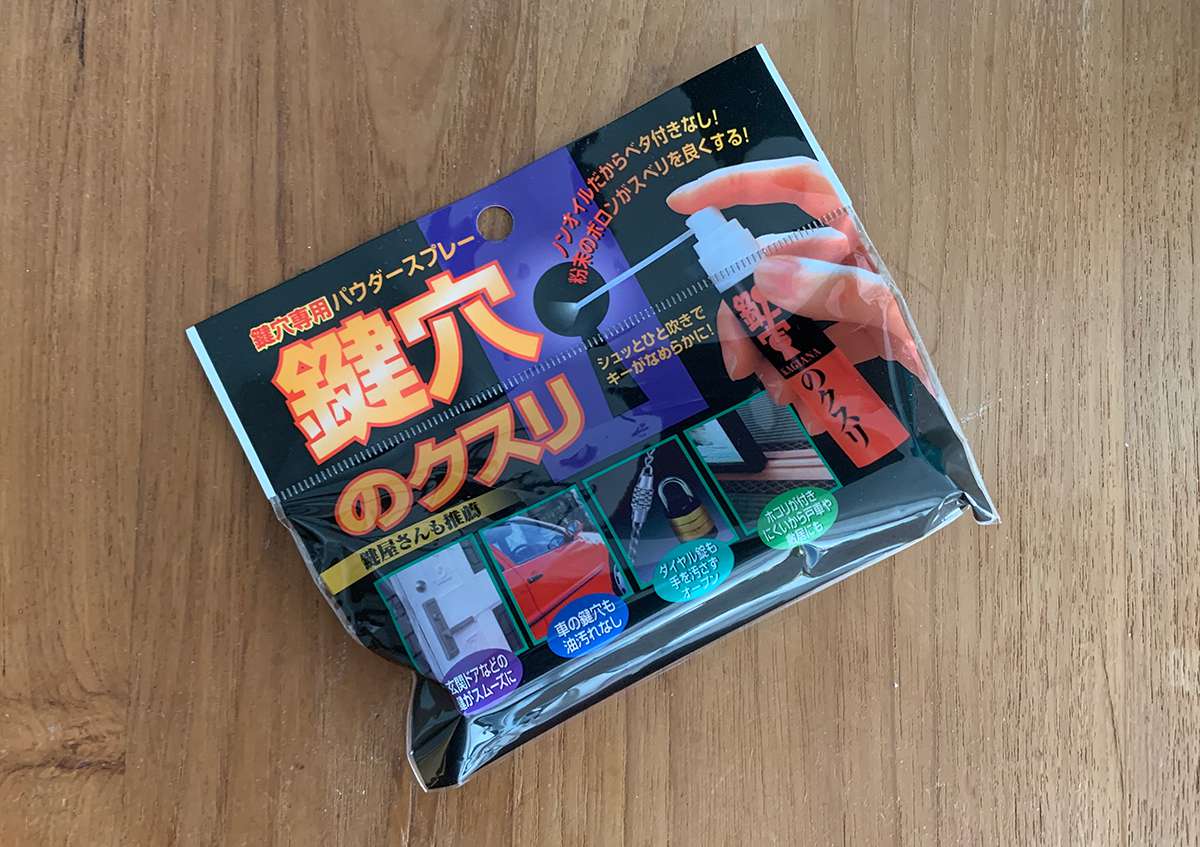 鍵穴専用パウダースプレー
鍵穴
のクスリ
鍵屋さんも推薦
ノンオイルだからベタ付きなし!
粉末のボロンがスベリを良くする!
シュッとひと吹きで
キーがなめらかに!
KAGIANA
のクスリ
玄関ドアなどの
鍵がスムーズに
車の鍵穴も
油汚れなし
ダイヤル錠も
手を汚さず
オープン
ホコリが付き
にくいから戸車や
敷居にも